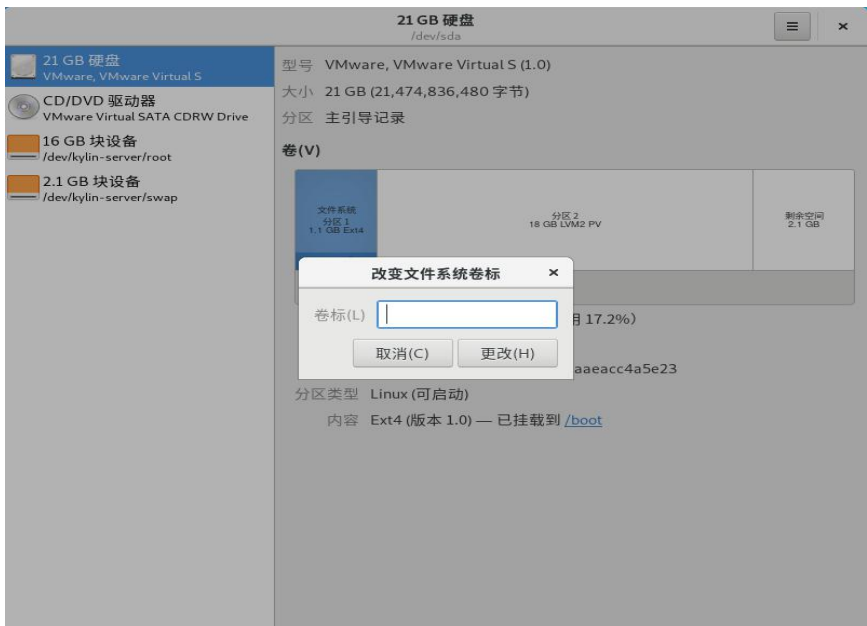 21 GB 硬盘
/dev/sda
21 GB 硬盘
VMware, VMware Virtual S
CD/DVD 驱动器
VMware Virtual SATA CDRW Drive
16 GB 块设备
/dev/kylin-server/root
2.1 GB 块设备
/dev/kylin-server/swap
型号 VMware, VMware Virtual S (1.0)
大小 21 GB (21,474,836,480 字节)
分区 主引导记录
卷(V)
文件系统
分区 1
1.1 GB Ext4
分区 2
18 GB LVM2 PV
剩余空间
2.1 GB
改变文件系统卷标
卷标(L)
取消(C) 更改(H)
用 17.2%）
aaeacc4a5e23
分区类型 Linux (可启动)
内容 Ext4 (版本 1.0) — 已挂载到 /boot